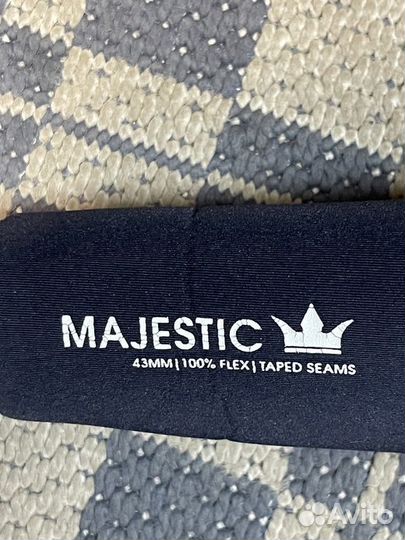 MAJESTIC
43MM | 100% FLEX | TAPED SEAMS
Avito